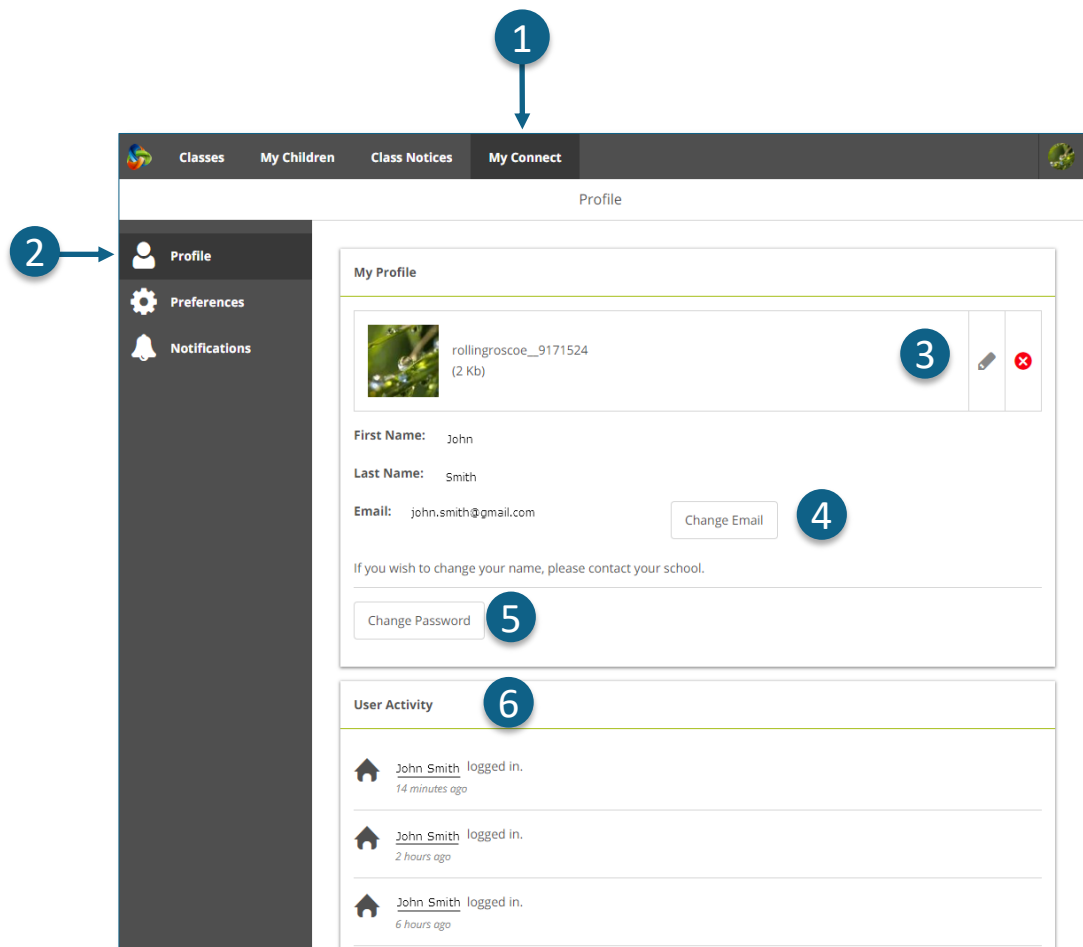 1
Classes My Children Class Notices My Connect
Profile
2
Profile
Preferences
Notifications
My Profile
rollingroscoe__9171524
(2 Kb)
3
First Name: John
Last Name: Smith
Email: john.smith@gmail.com
Change Email
4
If you wish to change your name, please contact your school.
Change Password
5
User Activity
6
John Smith logged in.
14 minutes ago
John Smith logged in.
2 hours ago
John Smith logged in.
6 hours ago